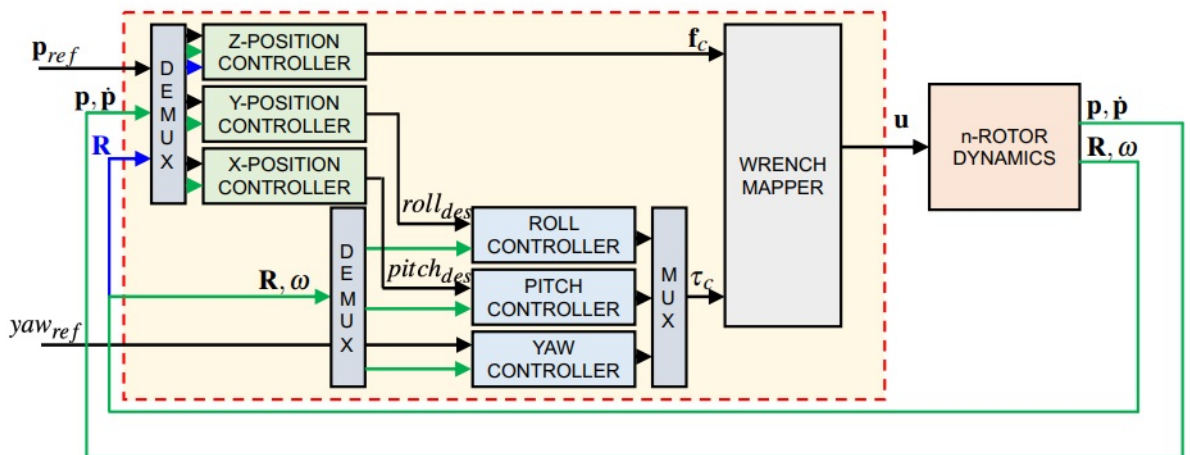 p_ref
p, ṗ
R
D
E
M
U
X
Z-POSITION
CONTROLLER
Y-POSITION
CONTROLLER
X-POSITION
CONTROLLER
f_c
roll_des
pitch_des
R, ω
yaw_ref
D
E
M
U
X
ROLL
CONTROLLER
PITCH
CONTROLLER
YAW
CONTROLLER
M
U
X
τ_c
WRENCH
MAPPER
u
n-ROTOR
DYNAMICS
p, ṗ
R, ω